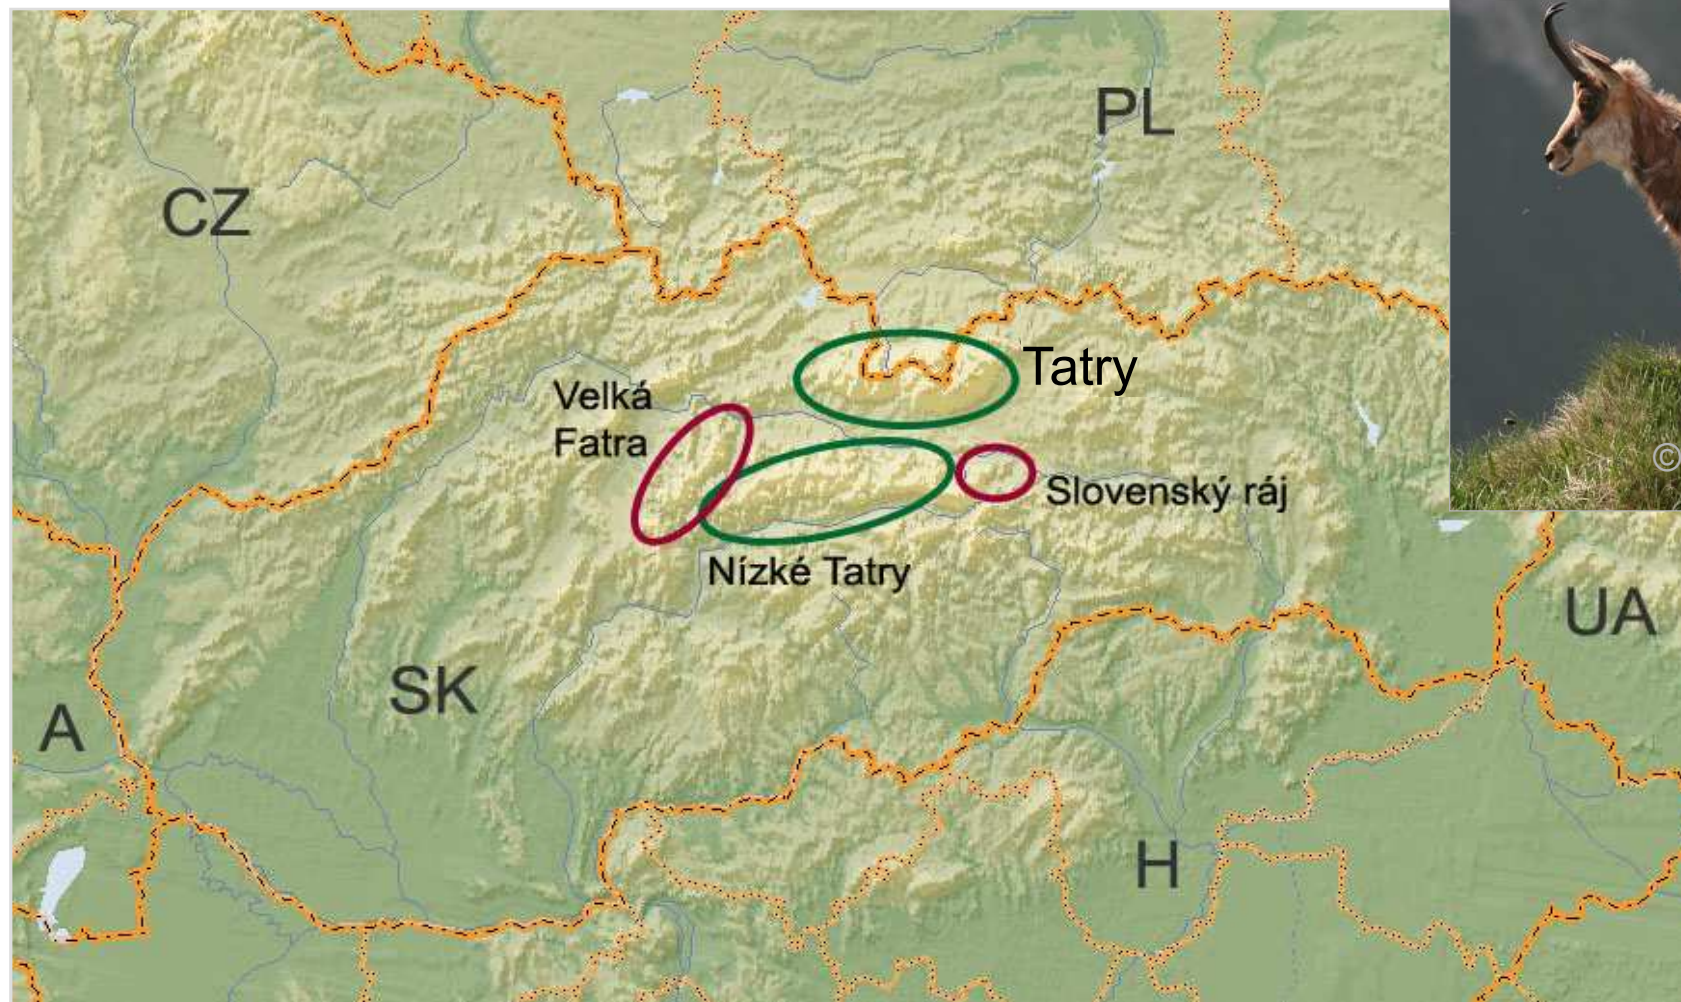 PL
CZ
Tatry
Velká
Fatra
Slovenský ráj
Nízké Tatry
UA
SK
A
H
©